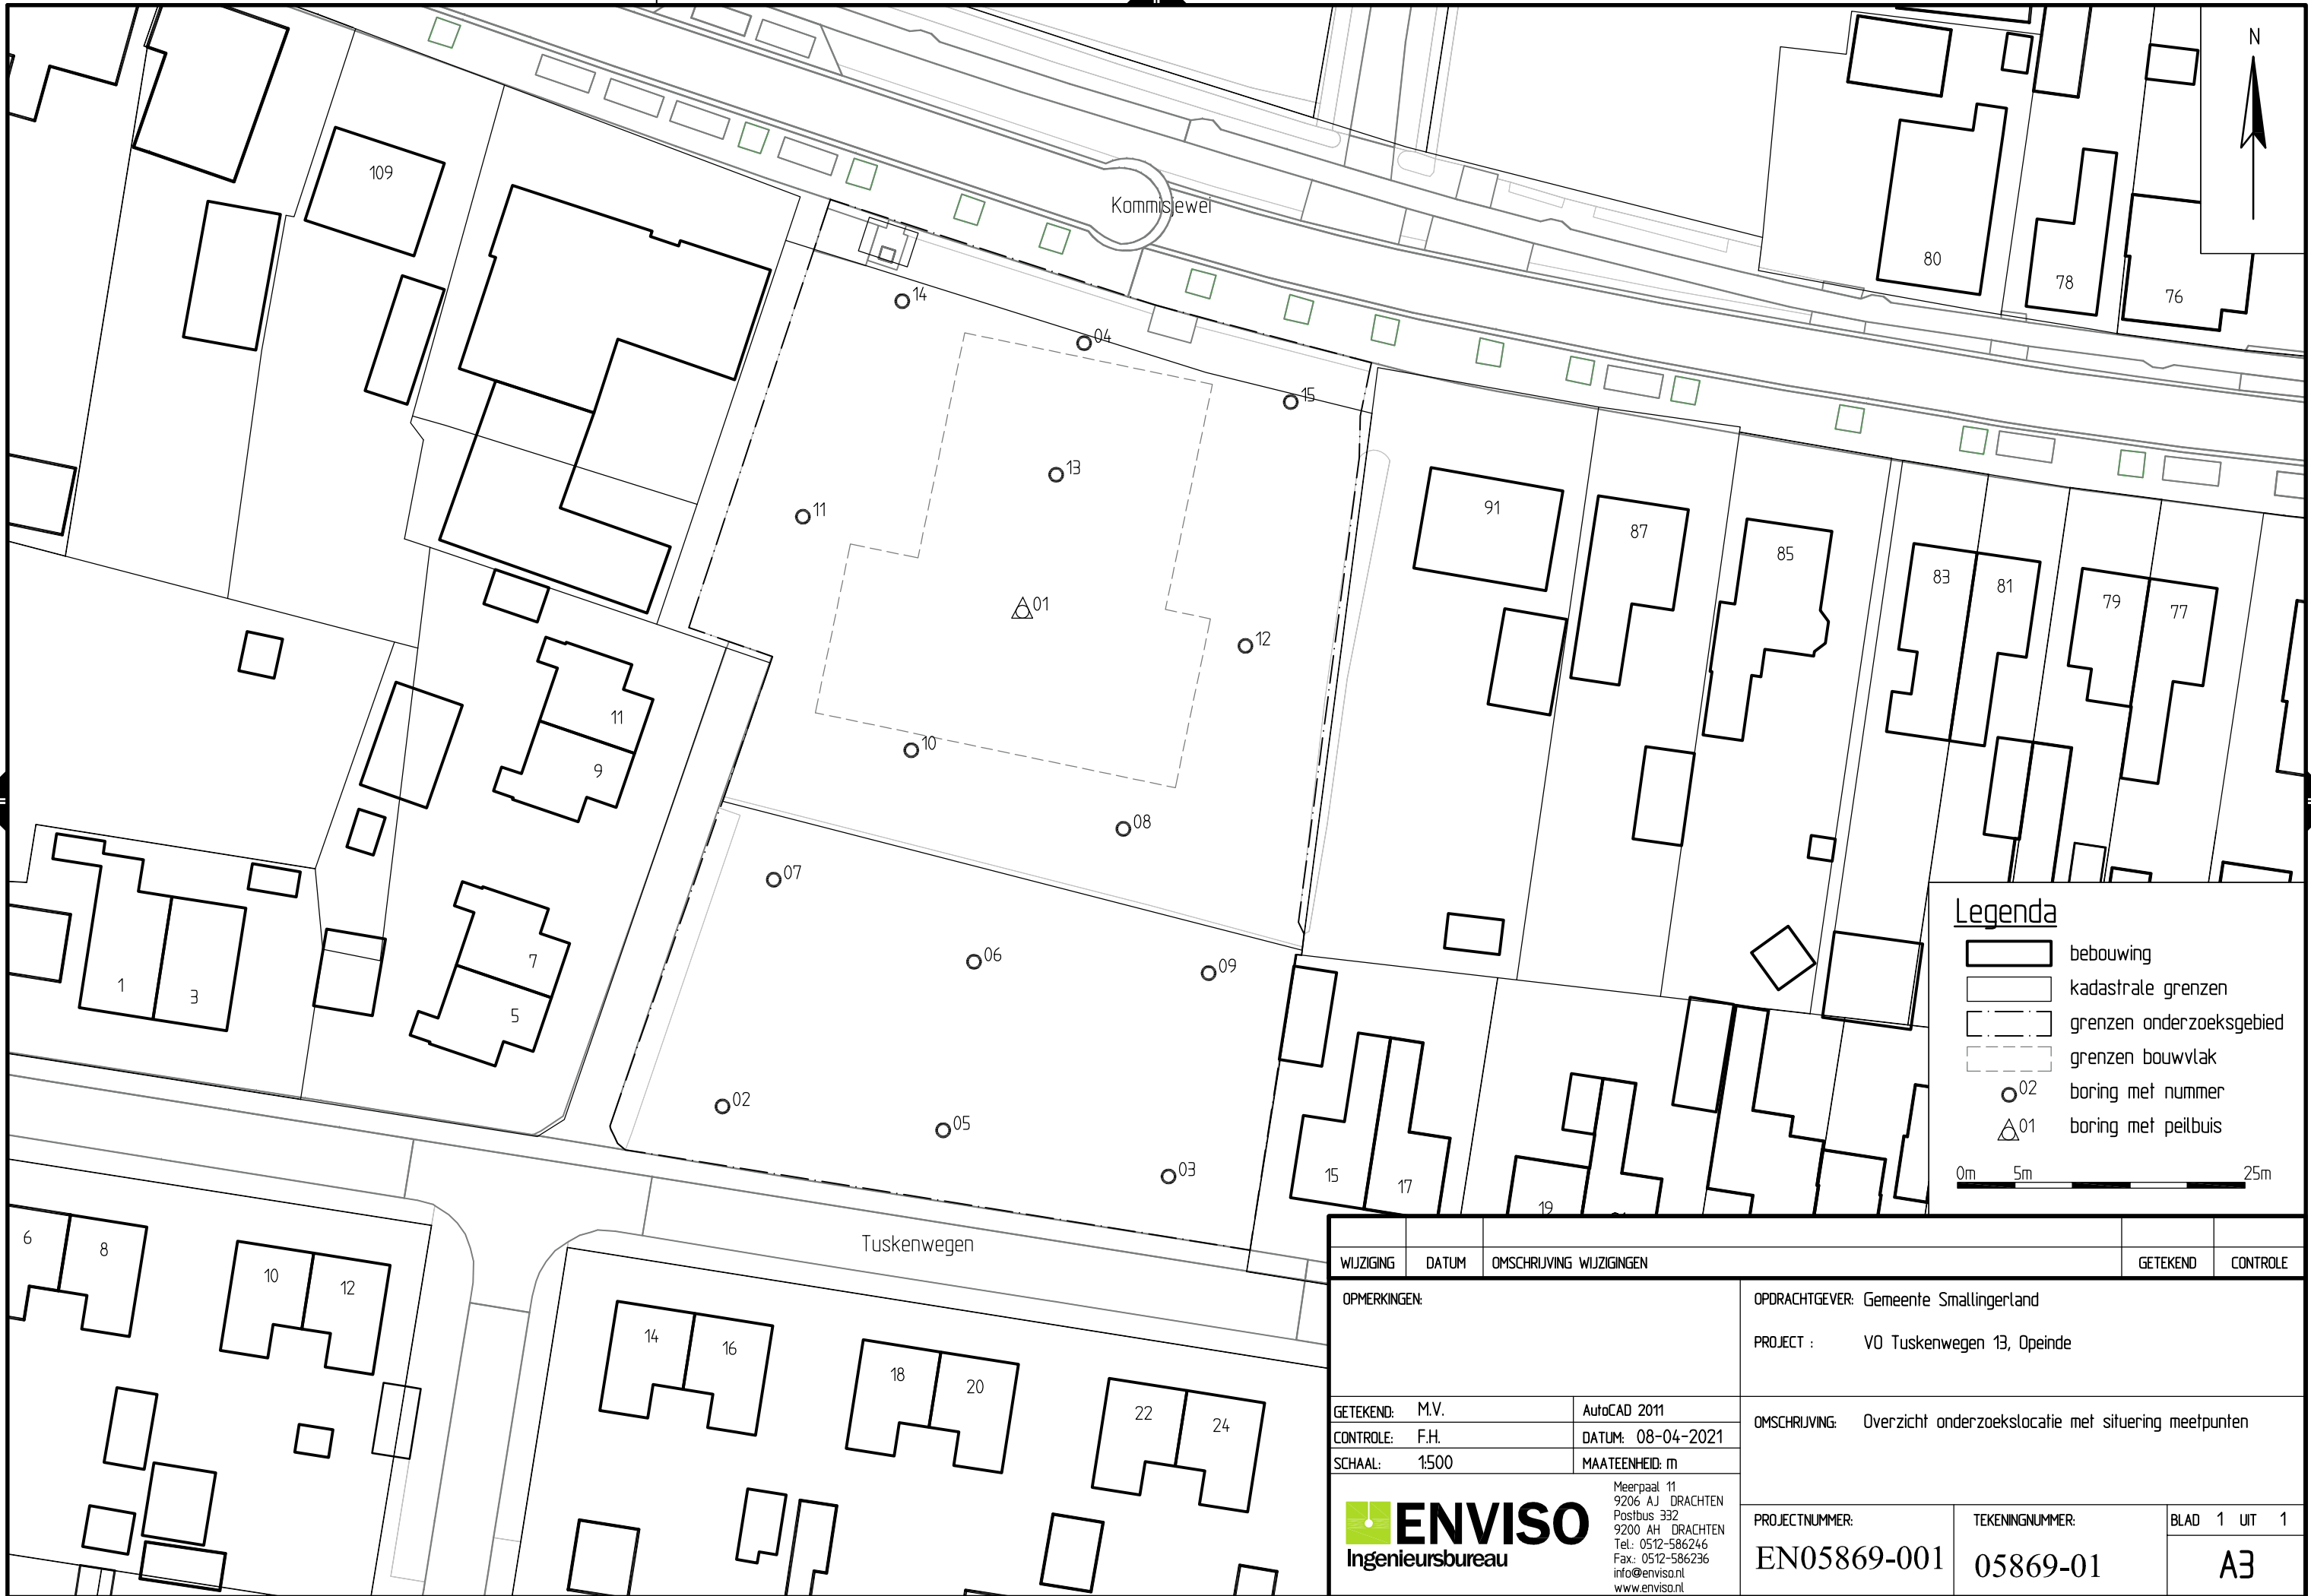 N
Kommisjewei
109
80
78
76
14
04
15
13
11
91
87
85
83
81
79
77
01
12
11
9
10
08
07
06
09
7
5
1
3
Legenda
bebouwing
kadastrale grenzen
grenzen onderzoeksgebied
grenzen bouwvlak
02 boring met nummer
01 boring met peilbuis
0m 5m 25m
02
05
03
15
17
19
Tuskenwegen
6
8
10
12
14
16
18
20
22
24
WIJZIGING DATUM OMSCHRIJVING WIJZIGINGEN GETEKEND CONTROLE
OPMERKINGEN:
OPDRACHTGEVER: Gemeente Smallingerland
PROJECT : VO Tuskenwegen 13, Opeinde
GETEKEND: M.V. AutoCAD 2011
CONTROLE: F.H. DATUM: 08-04-2021
SCHAAL: 1:500 MAATEENHEID: m
OMSCHRIJVING: Overzicht onderzoekslocatie met situering meetpunten
ENVISO
Ingenieursbureau
Meerpaal 11
9206 AJ DRACHTEN
Postbus 332
9200 AH DRACHTEN
Tel.: 0512-586246
Fax.: 0512-586236
info@enviso.nl
www.enviso.nl
PROJECTNUMMER:
EN05869-001
TEKENINGNUMMER:
05869-01
BLAD 1 UIT 1
A3